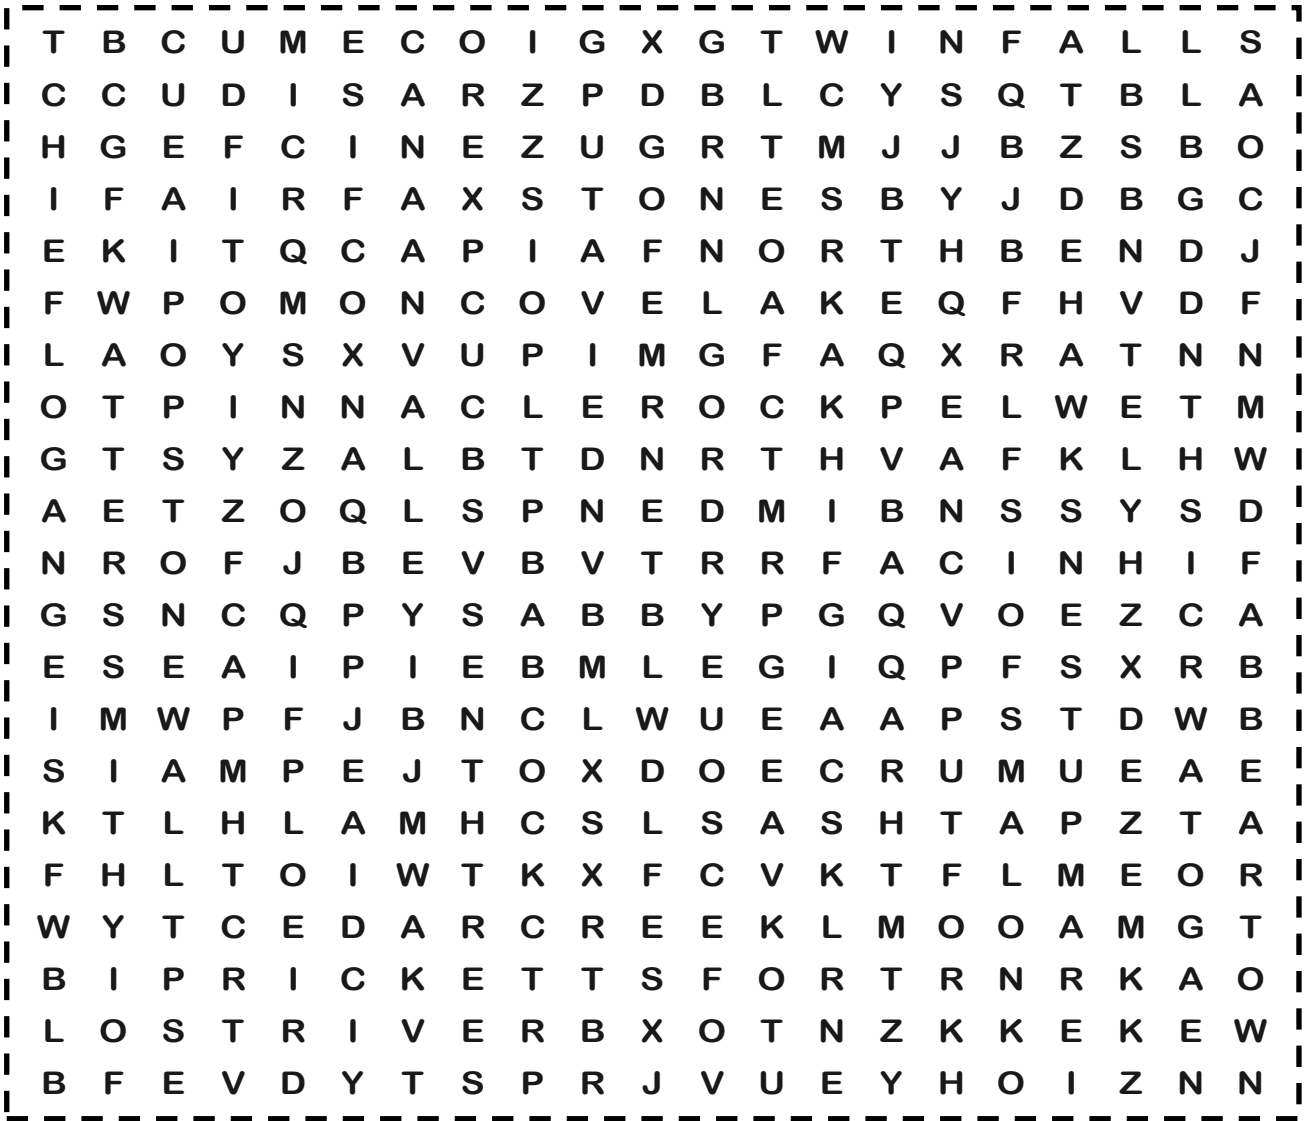 T B C U M E C O I G X G T W I N F A L L S
C C U D I S A R Z P D B L C Y S Q T B L A
H G E F C I N E Z U G R T M J J B Z S B O
I F A I R F A X S T O N E S B Y J D B G C
E K I T Q C A P I A F N O R T H B E N D J
F W P O M O N C O V E L A K E Q F H V D F
L A O Y S X V U P I M G F A Q X R A T N N
O T P I N N A C L E R O C K P E L W E T M
G T S Y Z A L B T D N R T H V A F K L H W
A E T Z O Q L S P N E D M I B N S S Y S D
N R O F J B E V B V T R R F A C I N H I F
G S N C Q P Y S A B B Y P G Q V O E Z C A
E S E A I P I E B M L E G I Q P F S X R B
I M W P F J B N C L W U E A A P S T D W B
S I A M P E J T O X D O E C R U M U E A E
K T L H L A M H C S L S A S H T A P Z T A
F H L T O I W T K X F C V K T F L M E O R
W Y T C E D A R C R E E K L M O O A M G T
B I P R I C K E T T S F O R T R N R K A O
L O S T R I V E R B X O T N Z K K E K E W
B F E V D Y T S P R J V U E Y H O I Z N N